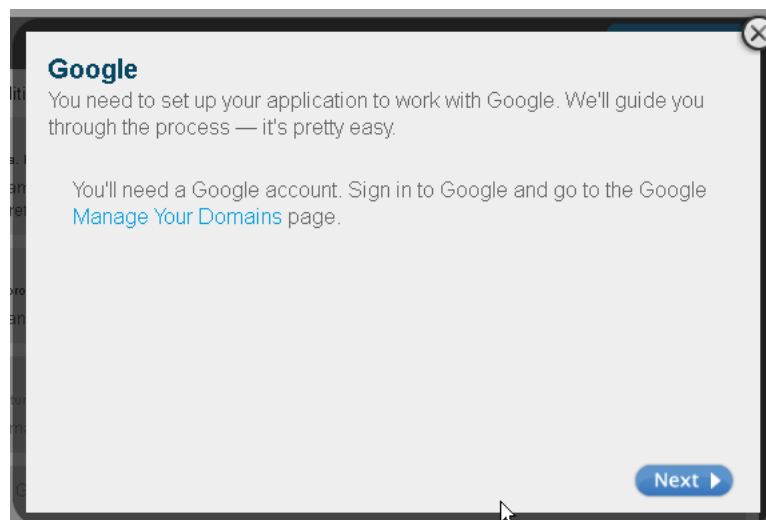 Google
You need to set up your application to work with Google. We'll guide you
through the process — it's pretty easy.
You'll need a Google account. Sign in to Google and go to the Google
Manage Your Domains page.
Next